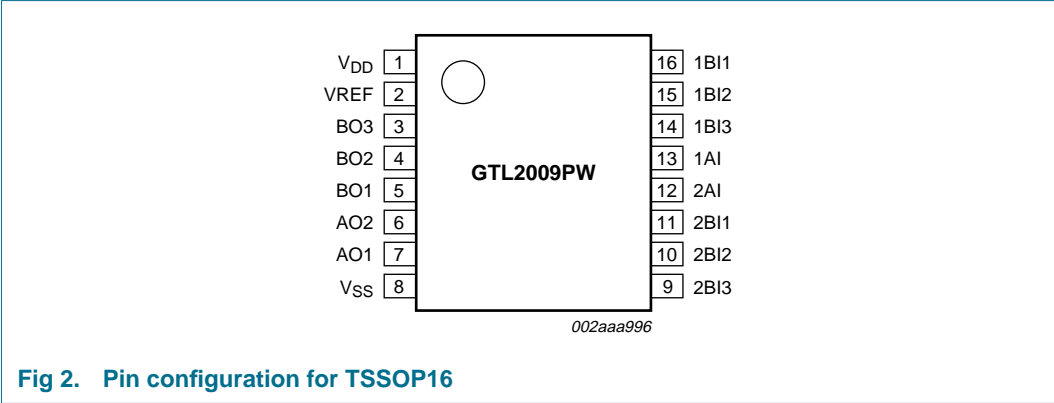 VDD 1 16 1BI1
VREF 2 15 1BI2
BO3 3 14 1BI3
BO2 4 13 1AI
GTL2009PW
BO1 5 12 2AI
AO2 6 11 2BI1
AO1 7 10 2BI2
VSS 8 9 2BI3
002aaa996
Fig 2. Pin configuration for TSSOP16